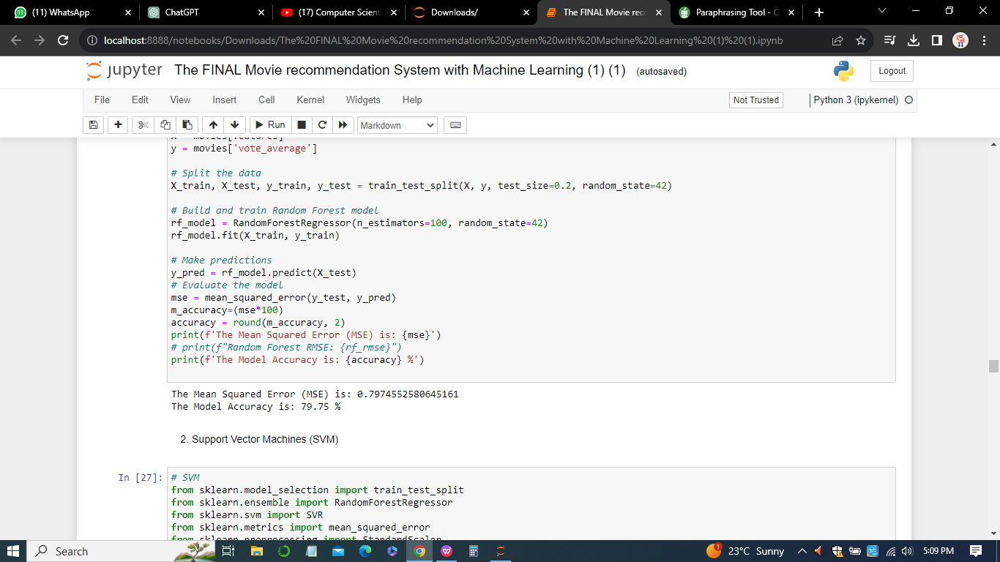 (11) WhatsApp
ChatGPT
(17) Computer Scient
Downloads/
The FINAL Movie rec
Paraphrasing Tool -
localhost:8888/notebooks/Downloads/The%20FINAL%20Movie%20recommendation%20System%20with%20Machine%20Learning%20(1)%20(1).ipynb
jupyter The FINAL Movie recommendation System with Machine Learning (1) (1) (autosaved)
Logout
File Edit View Insert Cell Kernel Widgets Help
Not Trusted
Python 3 (ipykernel)
Run
Markdown
X = movies[features]
y = movies['vote_average']
# Split the data
X_train, X_test, y_train, y_test = train_test_split(X, y, test_size=0.2, random_state=42)
# Build and train Random Forest model
rf_model = RandomForestRegressor(n_estimators=100, random_state=42)
rf_model.fit(X_train, y_train)
# Make predictions
y_pred = rf_model.predict(X_test)
# Evaluate the model
mse = mean_squared_error(y_test, y_pred)
m_accuracy=(mse*100)
accuracy = round(m_accuracy, 2)
print(f'The Mean Squared Error (MSE) is: {mse}')
# print(f"Random Forest RMSE: {rf_rmse}")
print(f'The Model Accuracy is: {accuracy} %')
The Mean Squared Error (MSE) is: 0.7974552580645161
The Model Accuracy is: 79.75 %
2. Support Vector Machines (SVM)
In [27]: # SVM
from sklearn.model_selection import train_test_split
from sklearn.ensemble import RandomForestRegressor
from sklearn.svm import SVR
from sklearn.metrics import mean_squared_error
from sklearn.preprocessing import StandardScaler
Search
1
23°C Sunny
5:09 PM